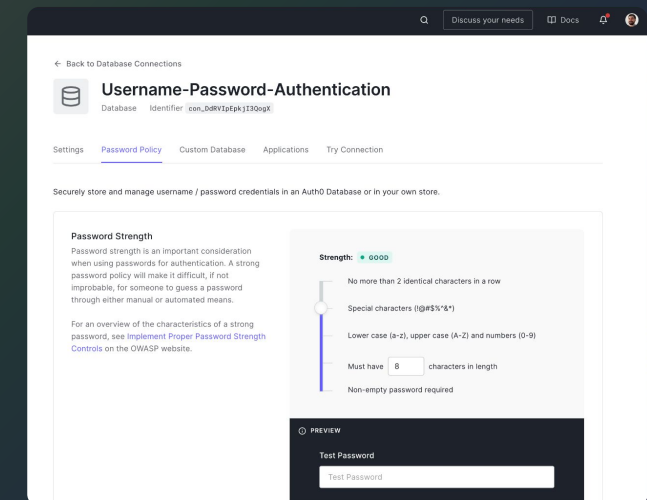 Discuss your needs
Docs
Back to Database Connections
Username-Password-Authentication
Database Identifier con_DdRVIpEpkjI3QogX
Settings Password Policy Custom Database Applications Try Connection
Securely store and manage username / password credentials in an Auth0 Database or in your own store.
Password Strength
Password strength is an important consideration
when using passwords for authentication. A strong
password policy will make it difficult, if not
improbable, for someone to guess a password
through either manual or automated means.
For an overview of the characteristics of a strong
password, see Implement Proper Password Strength
Controls on the OWASP website.
Strength: GOOD
No more than 2 identical characters in a row
Special characters (!@#$%^&*)
Lower case (a-z), upper case (A-Z) and numbers (0-9)
Must have 8 characters in length
Non-empty password required
PREVIEW
Test Password
Test Password